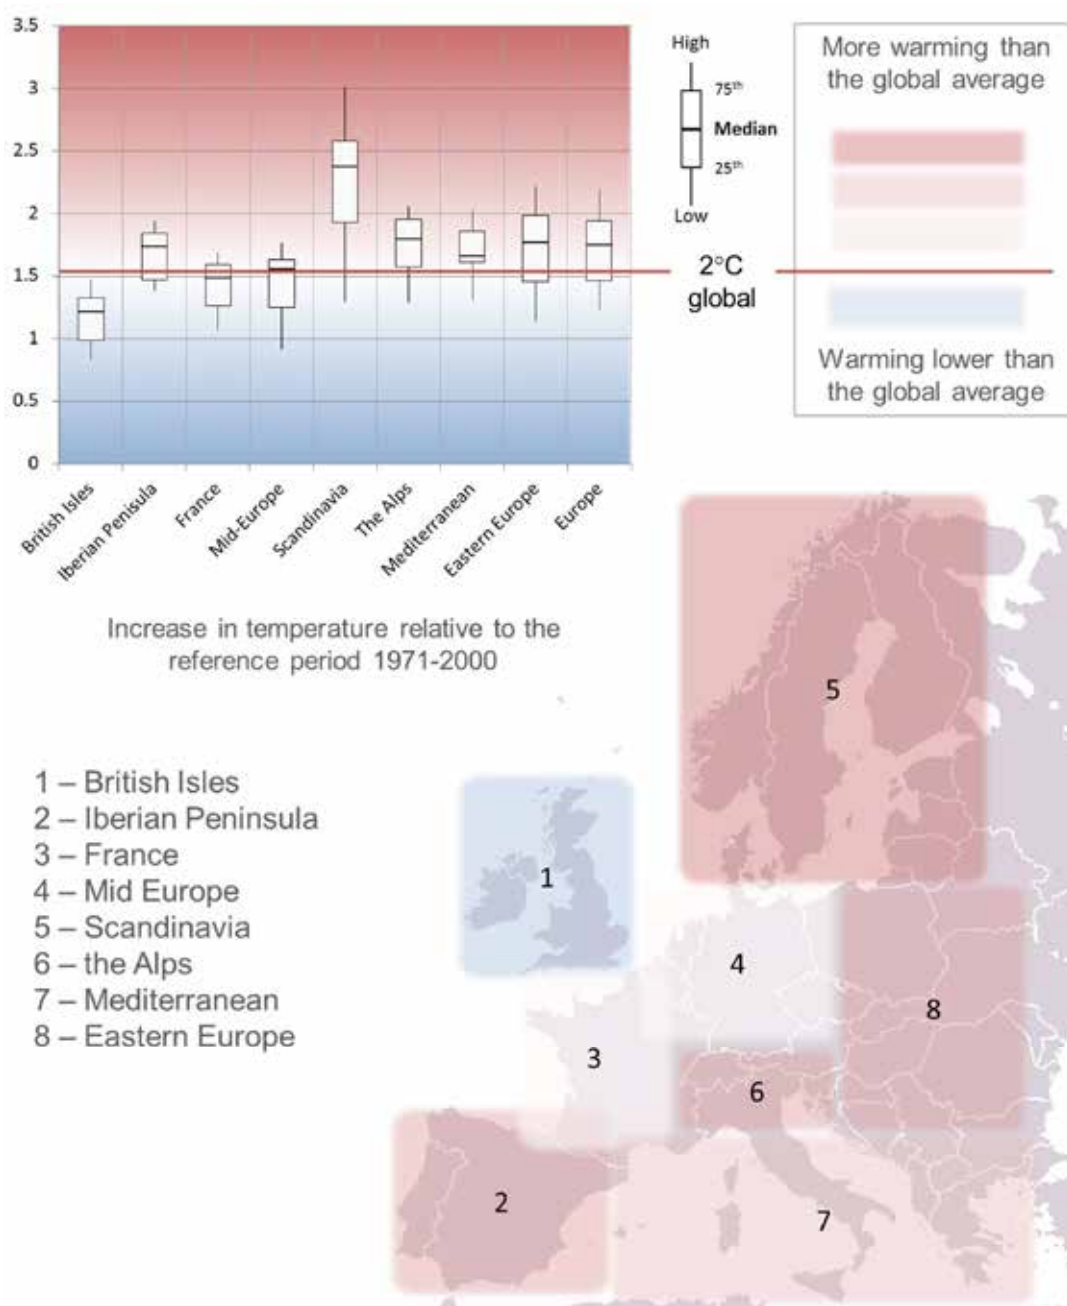 3.5
3
2.5
2
1.5
1
0.5
0
British Isles
Iberian Penisula
France
Mid-Europe
Scandinavia
The Alps
Mediterranean
Eastern Europe
Europe
High
75th
Median
25th
Low
2°C
global
More warming than
the global average
Warming lower than
the global average
Increase in temperature relative to the
reference period 1971-2000
1 – British Isles
2 – Iberian Peninsula
3 – France
4 – Mid Europe
5 – Scandinavia
6 – the Alps
7 – Mediterranean
8 – Eastern Europe
5
1
4
8
3
6
2
7